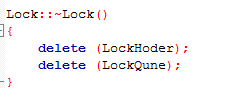 Lock::~Lock()
{
    delete (LockHoder);
    delete (LockQune);
}